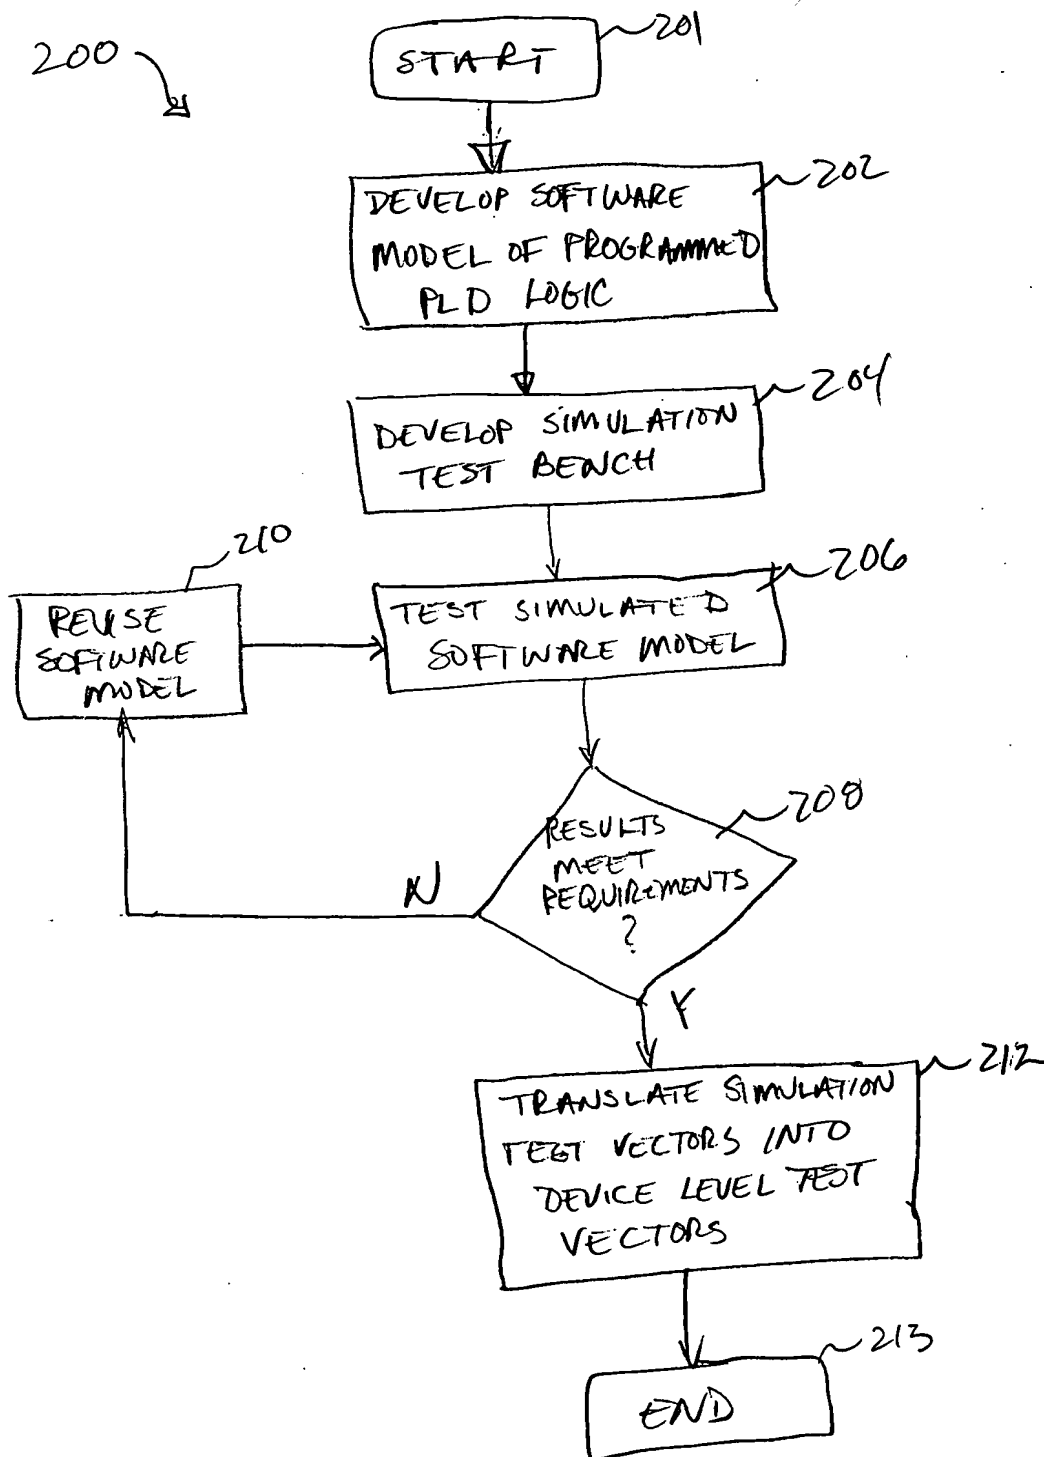 200
201
START
202
DEVELOP SOFTWARE
MODEL OF PROGRAMMED
PLD LOGIC
204
DEVELOP SIMULATION
TEST BENCH
210
206
REVISE
SOFTWARE
MODEL
TEST SIMULATED
SOFTWARE MODEL
208
RESULTS
MEET
REQUIREMENTS
?
N
Y
212
TRANSLATE SIMULATION
TEST VECTORS INTO
DEVICE LEVEL TEST
VECTORS
213
END